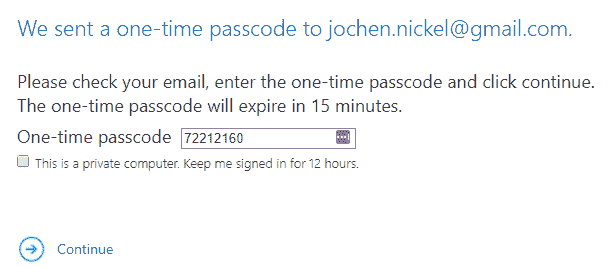 We sent a one-time passcode to jochen.nickel@gmail.com.
Please check your email, enter the one-time passcode and click continue.
The one-time passcode will expire in 15 minutes.
One-time passcode 72212160
This is a private computer. Keep me signed in for 12 hours.
Continue